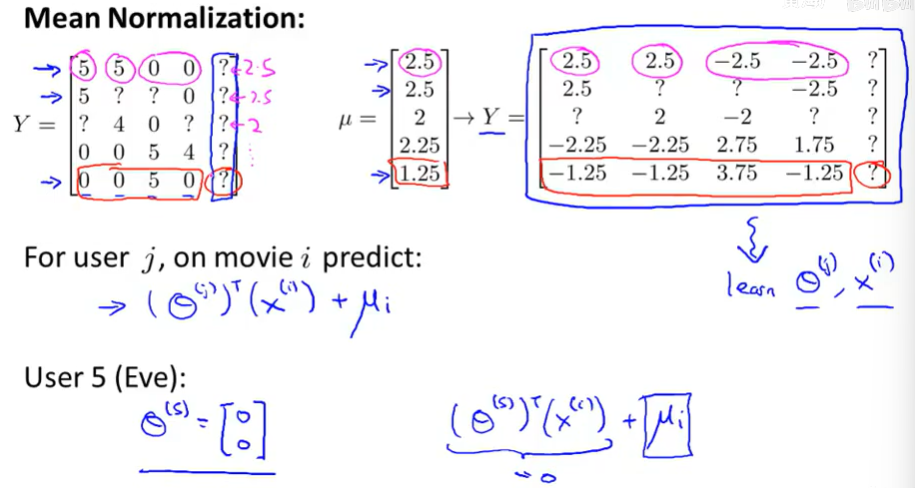 Mean Normalization:
Y = [5 5 0 0 ? ← 2.5
5 ? ? 0 ? ← 2.5
? 4 0 ? ? ← 2
0 0 5 4 ? ⋮
0 0 5 0 ?]
μ = [2.5
2.5
2
2.25
1.25]
→ Y = [2.5 2.5 −2.5 −2.5 ?
2.5 ? ? −2.5 ?
? 2 −2 ? ?
−2.25 −2.25 2.75 1.75 ?
−1.25 −1.25 3.75 −1.25 ?]
learn θ^(j), x^(i)
For user j, on movie i predict:
→ (θ^(j))^T (x^(i)) + μ_i
User 5 (Eve):
θ^(5) = [0
0]
(θ^(5))^T (x^(i)) + μ_i
= 0